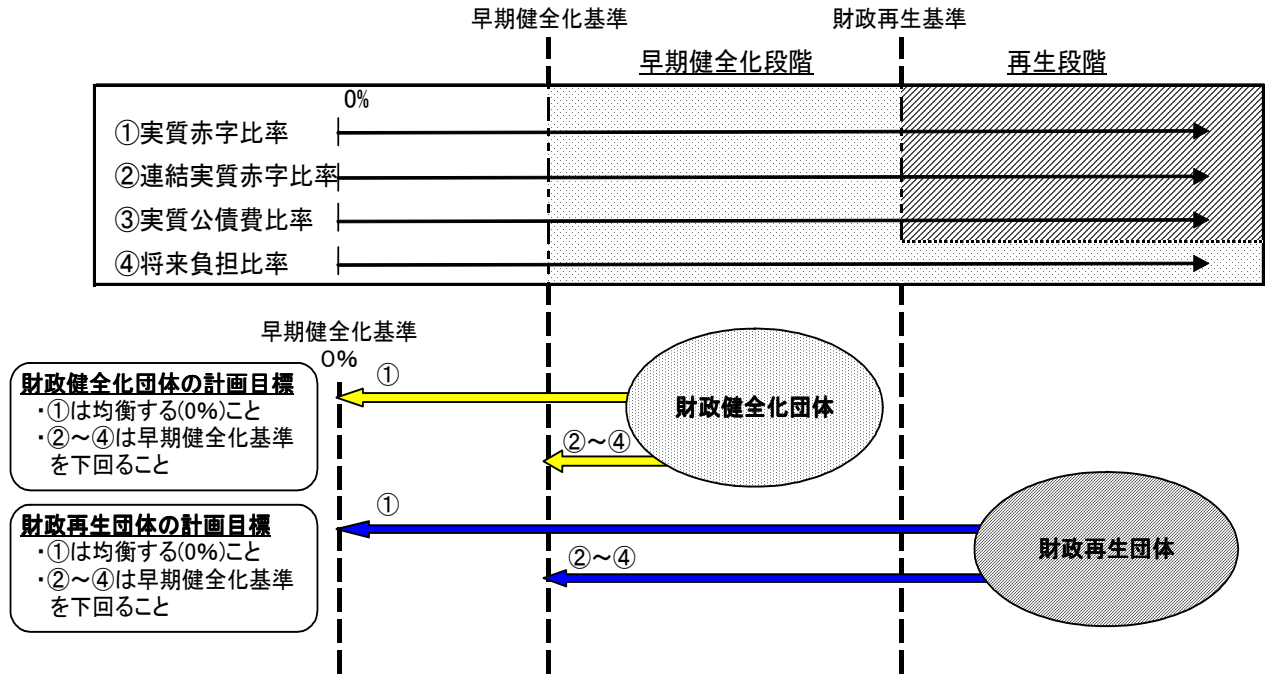 早期健全化基準
財政再生基準
早期健全化段階
再生段階
0%
①実質赤字比率
②連結実質赤字比率
③実質公債費比率
④将来負担比率
早期健全化基準
0%
財政健全化団体の計画目標
・①は均衡する(0%)こと
・②～④は早期健全化基準
を下回ること
①
②～④
財政健全化団体
財政再生団体の計画目標
・①は均衡する(0%)こと
・②～④は早期健全化基準
を下回ること
①
②～④
財政再生団体